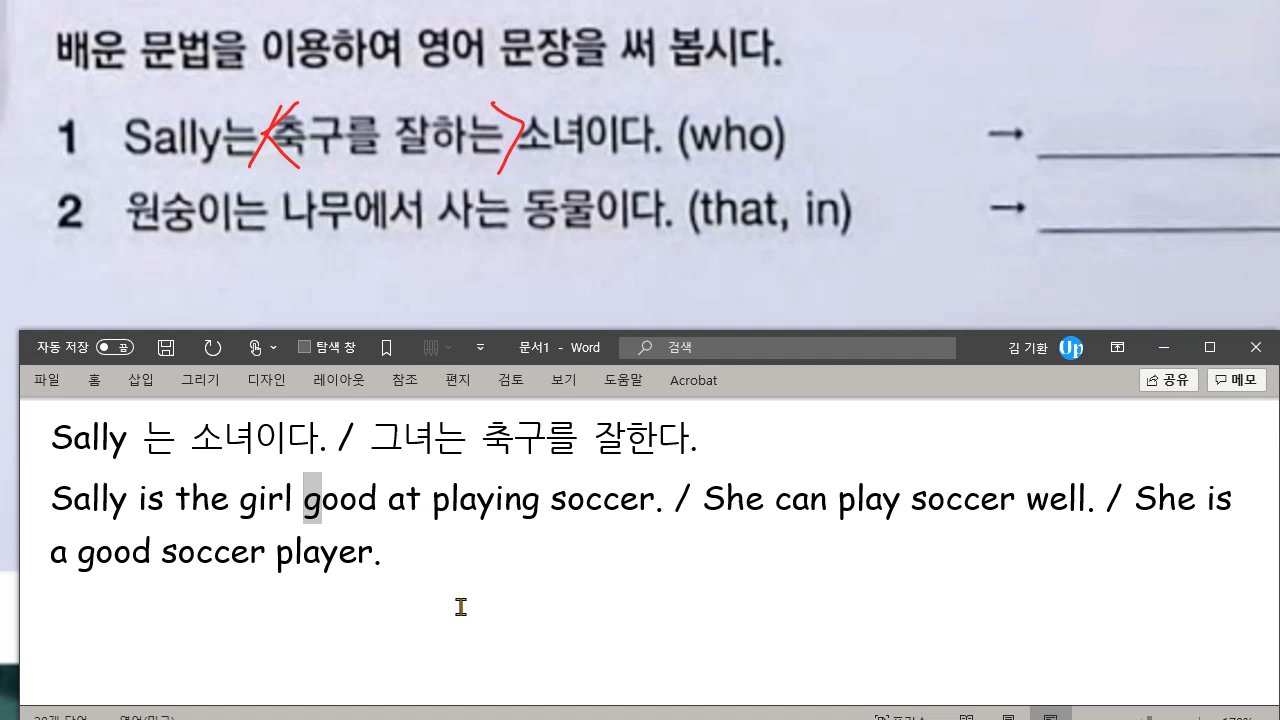 배운 문법을 이용하여 영어 문장을 써 봅시다.
1 Sally는 축구를 잘하는 소녀이다. (who) →
2 원숭이는 나무에서 사는 동물이다. (that, in) →
자동 저장 끔 탐색 창 문서1 - Word 검색 김 기환 Up
파일 홈 삽입 그리기 디자인 레이아웃 참조 편지 검토 보기 도움말 Acrobat 공유 메모
Sally 는 소녀이다. / 그녀는 축구를 잘한다.
Sally is the girl good at playing soccer. / She can play soccer well. / She is
a good soccer player.